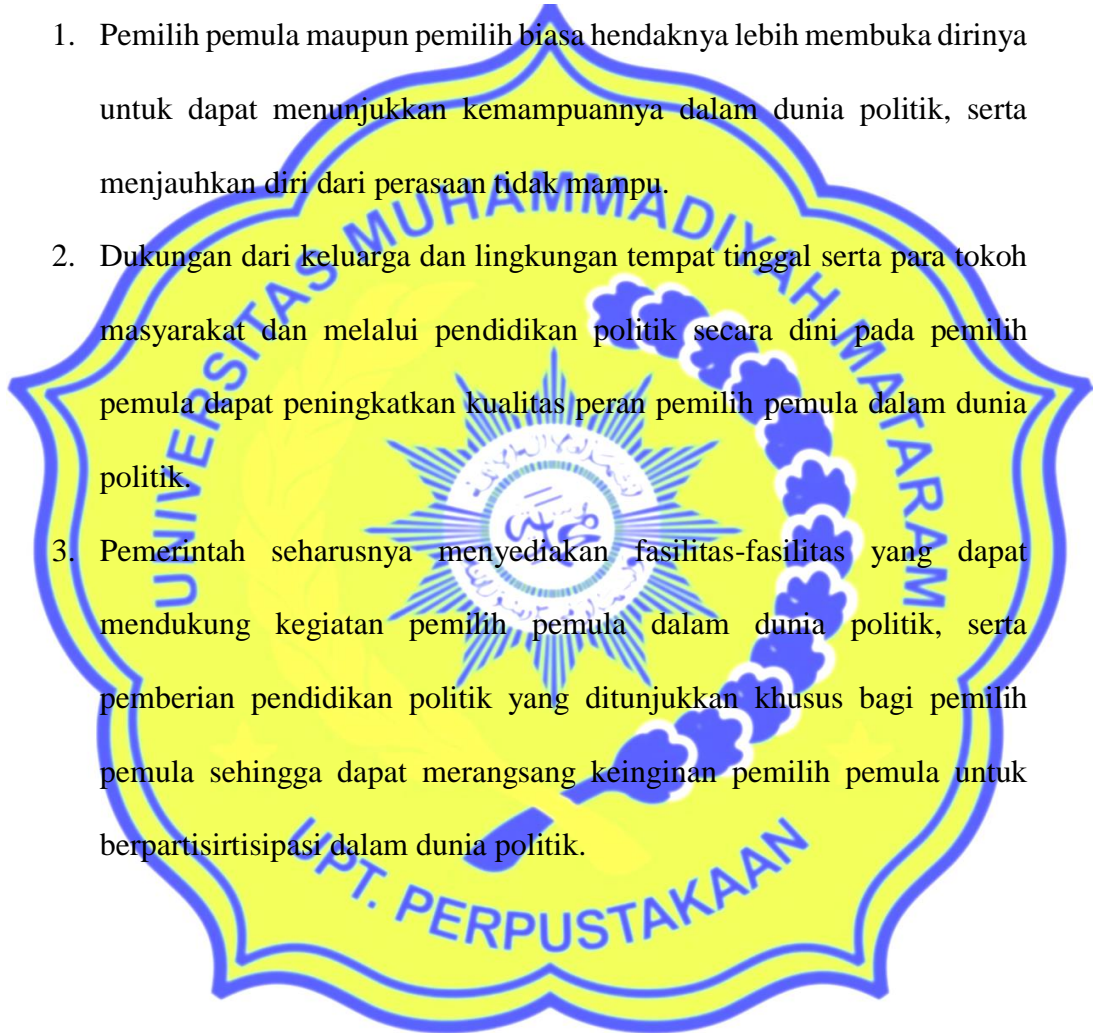 1. Pemilih pemula maupun pemilih biasa hendaknya lebih membuka dirinya
untuk dapat menunjukkan kemampuannya dalam dunia politik, serta
menjauhkan diri dari perasaan tidak mampu.
2. Dukungan dari keluarga dan lingkungan tempat tinggal serta para tokoh
masyarakat dan melalui pendidikan politik secara dini pada pemilih
pemula dapat peningkatkan kualitas peran pemilih pemula dalam dunia
politik.
3. Pemerintah seharusnya menyediakan fasilitas-fasilitas yang dapat
mendukung kegiatan pemilih pemula dalam dunia politik, serta
pemberian pendidikan politik yang ditunjukkan khusus bagi pemilih
pemula sehingga dapat merangsang keinginan pemilih pemula untuk
berpartisirtisipasi dalam dunia politik.
UNIVERSITAS MUHAMMADIYAH MATARAM
UPT. PERPUSTAKAAN